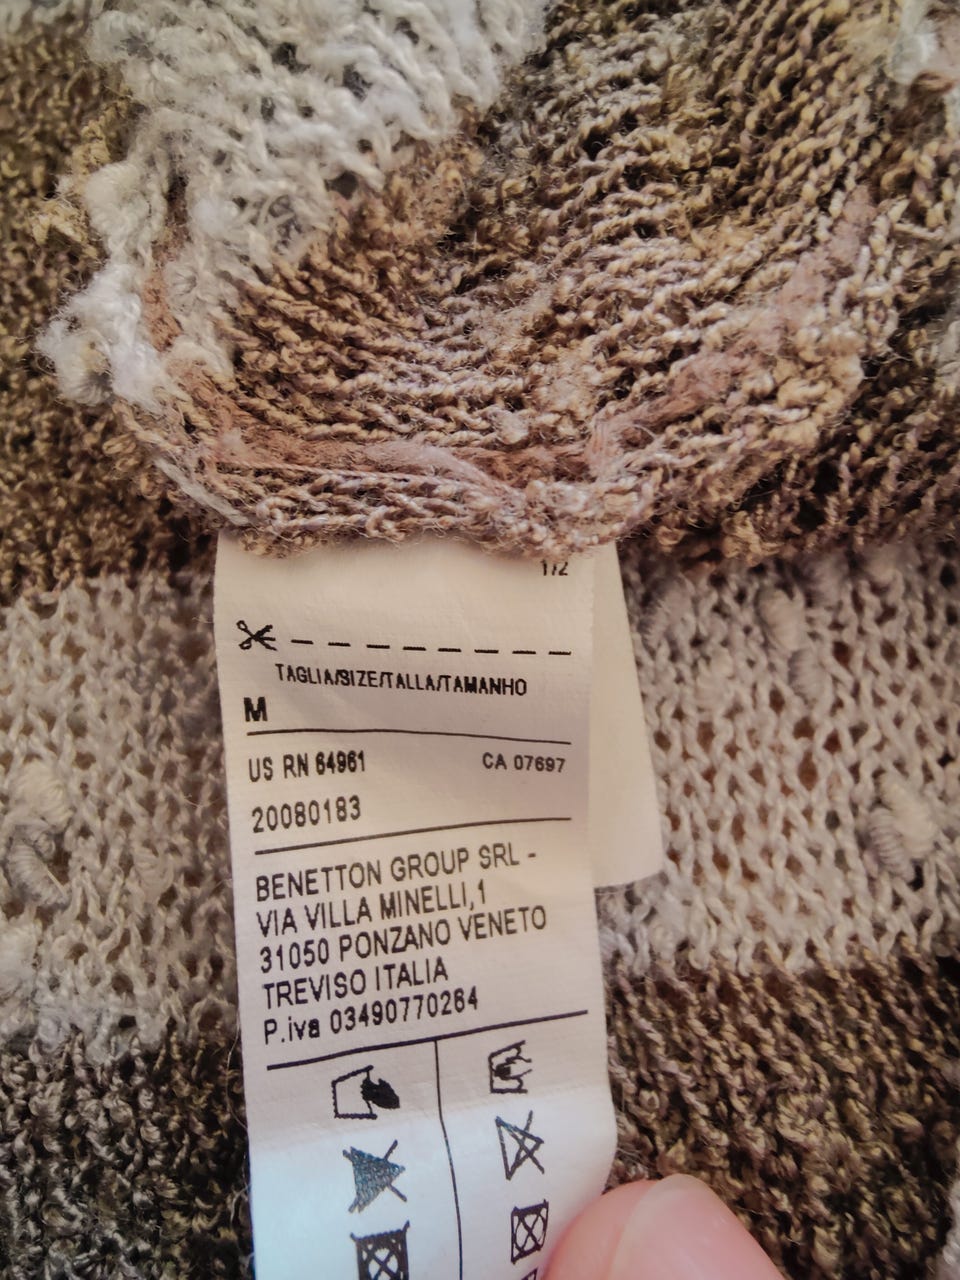 1/2
TAGLIA/SIZE/TALLA/TAMANHO
M
US RN 64961 CA 07697
20080183
BENETTON GROUP SRL -
VIA VILLA MINELLI,1
31050 PONZANO VENETO
TREVISO ITALIA
P.iva 03490770264